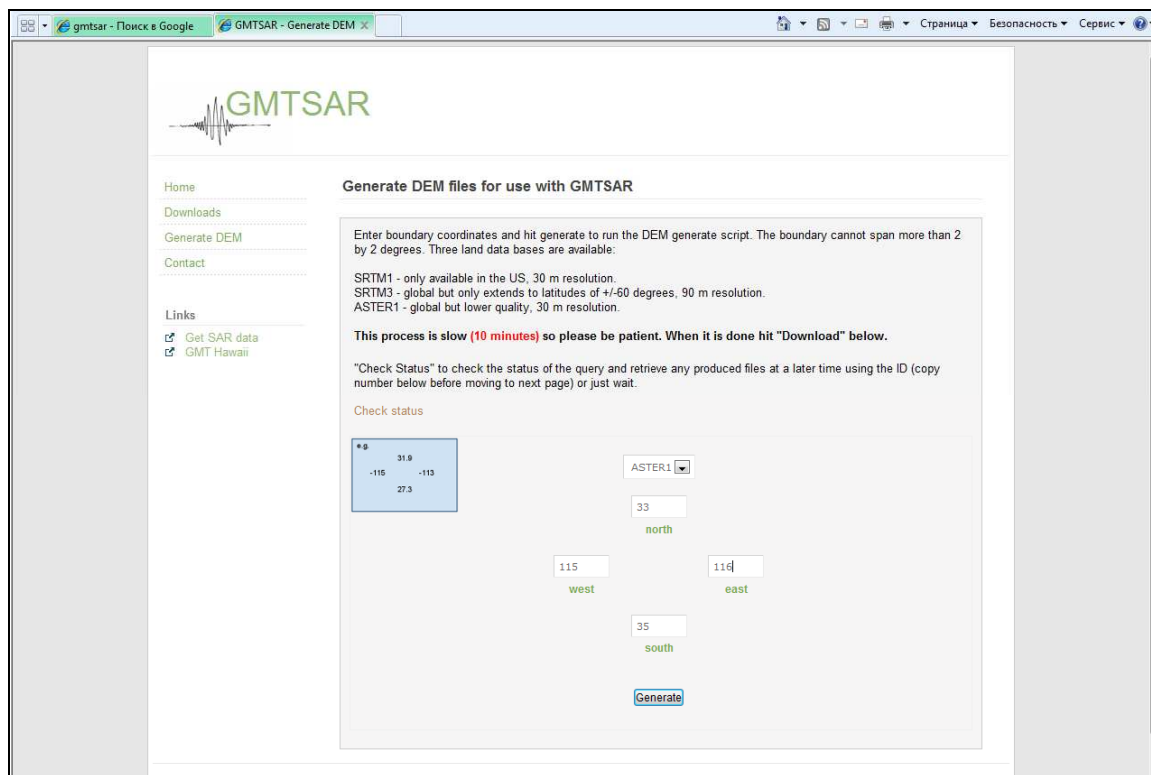 gmtsar - Поиск в Google
GMTSAR - Generate DEM
Страница
Безопасность
Сервис
GMTSAR
Home
Downloads
Generate DEM
Contact
Links
Get SAR data
GMT Hawaii
Generate DEM files for use with GMTSAR
Enter boundary coordinates and hit generate to run the DEM generate script. The boundary cannot span more than 2
by 2 degrees. Three land data bases are available:
SRTM1 - only available in the US, 30 m resolution.
SRTM3 - global but only extends to latitudes of +/-60 degrees, 90 m resolution.
ASTER1 - global but lower quality, 30 m resolution.
This process is slow (10 minutes) so please be patient. When it is done hit "Download" below.
"Check Status" to check the status of the query and retrieve any produced files at a later time using the ID (copy
number below before moving to next page) or just wait.
Check status
e.g.
31.9
-115 -113
27.3
ASTER1
33
north
115 116
west east
35
south
Generate